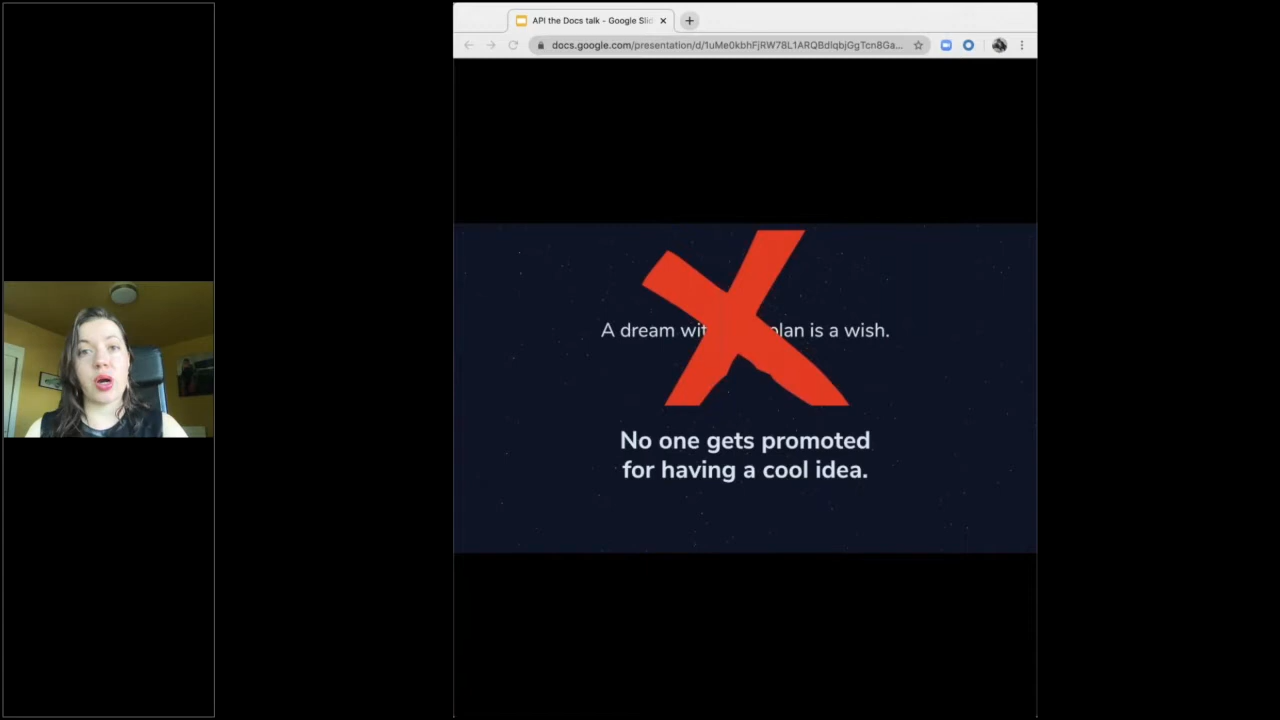 API the Docs talk - Google Slid
docs.google.com/presentation/d/1uMe0kbhFjRW78L1ARQBdlqbjGgTcn8Ga...
A dream wit plan is a wish.
No one gets promoted
for having a cool idea.